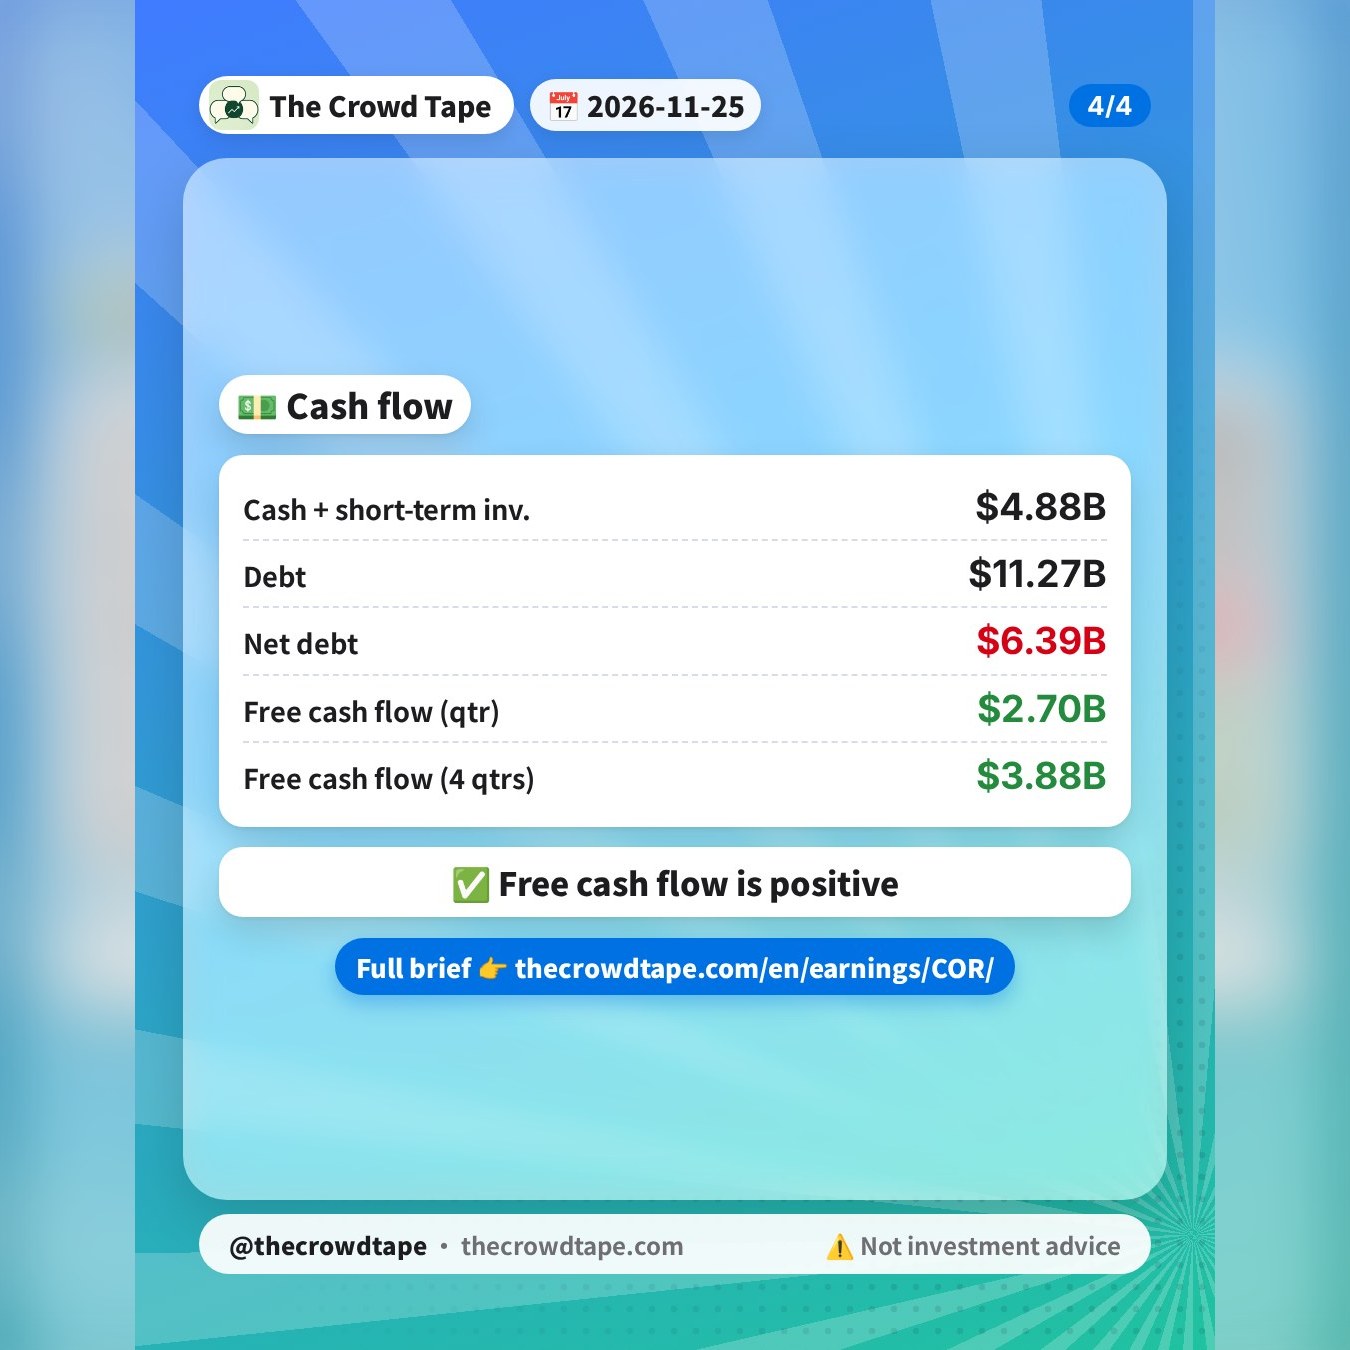 The Crowd Tape
2026-11-25
4/4
Cash flow
Cash + short-term inv. $4.88B
Debt $11.27B
Net debt $6.39B
Free cash flow (qtr) $2.70B
Free cash flow (4 qtrs) $3.88B
✅ Free cash flow is positive
Full brief 👉 thecrowdtape.com/en/earnings/COR/
@thecrowdtape • thecrowdtape.com
⚠️ Not investment advice